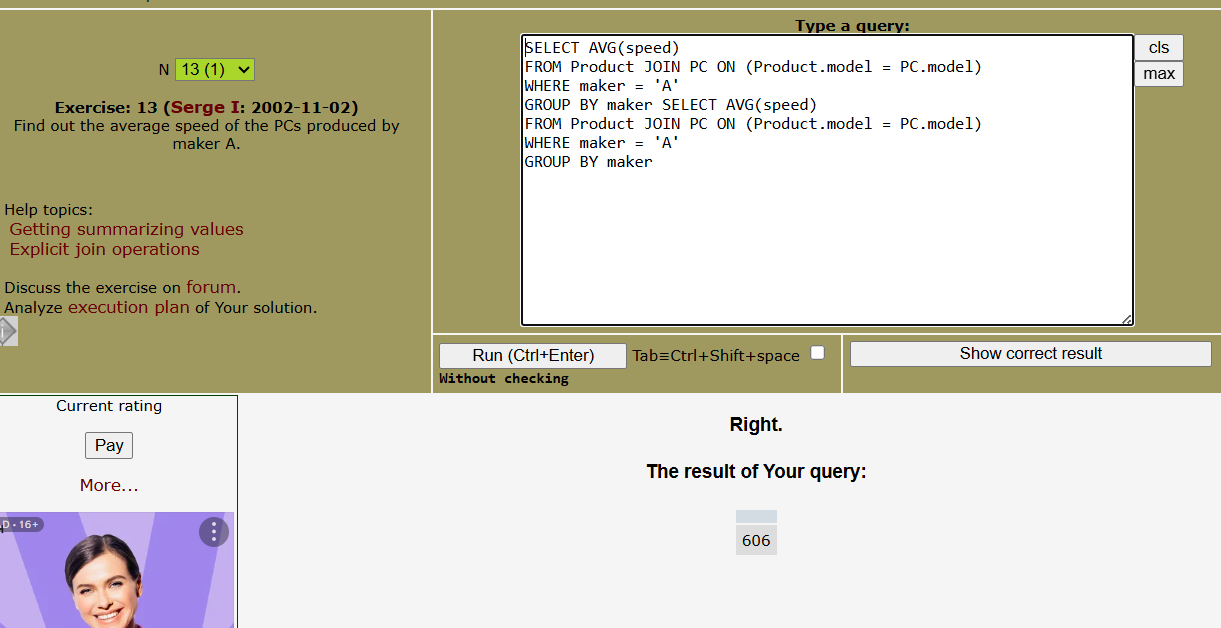 Type a query:
SELECT AVG(speed)
FROM Product JOIN PC ON (Product.model = PC.model)
WHERE maker = 'A'
GROUP BY maker SELECT AVG(speed)
FROM Product JOIN PC ON (Product.model = PC.model)
WHERE maker = 'A'
GROUP BY maker
cls
max
N 13 (1)
Exercise: 13 (Serge I: 2002-11-02)
Find out the average speed of the PCs produced by
maker A.
Help topics:
Getting summarizing values
Explicit join operations
Discuss the exercise on forum.
Analyze execution plan of Your solution.
Run (Ctrl+Enter) Tab≡Ctrl+Shift+space
Without checking
Show correct result
Current rating
Pay
More...
Right.
The result of Your query:
606
16+